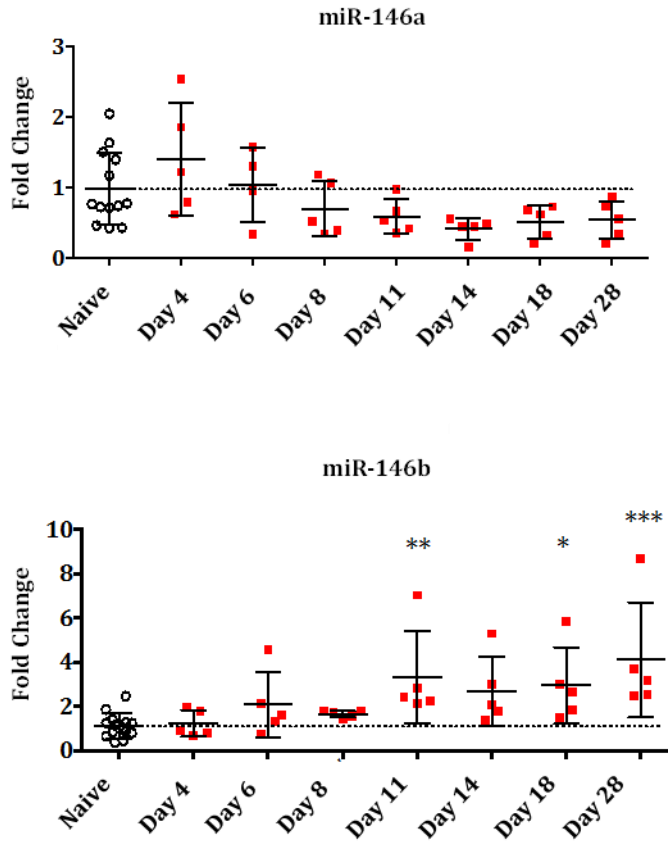 miR-146a
Fold Change
3
2
1
0
Naive
Day 4
Day 6
Day 8
Day 11
Day 14
Day 18
Day 28
miR-146b
Fold Change
10
8
6
4
2
0
**
*
***
Naive
Day 4
Day 6
Day 8
Day 11
Day 14
Day 18
Day 28